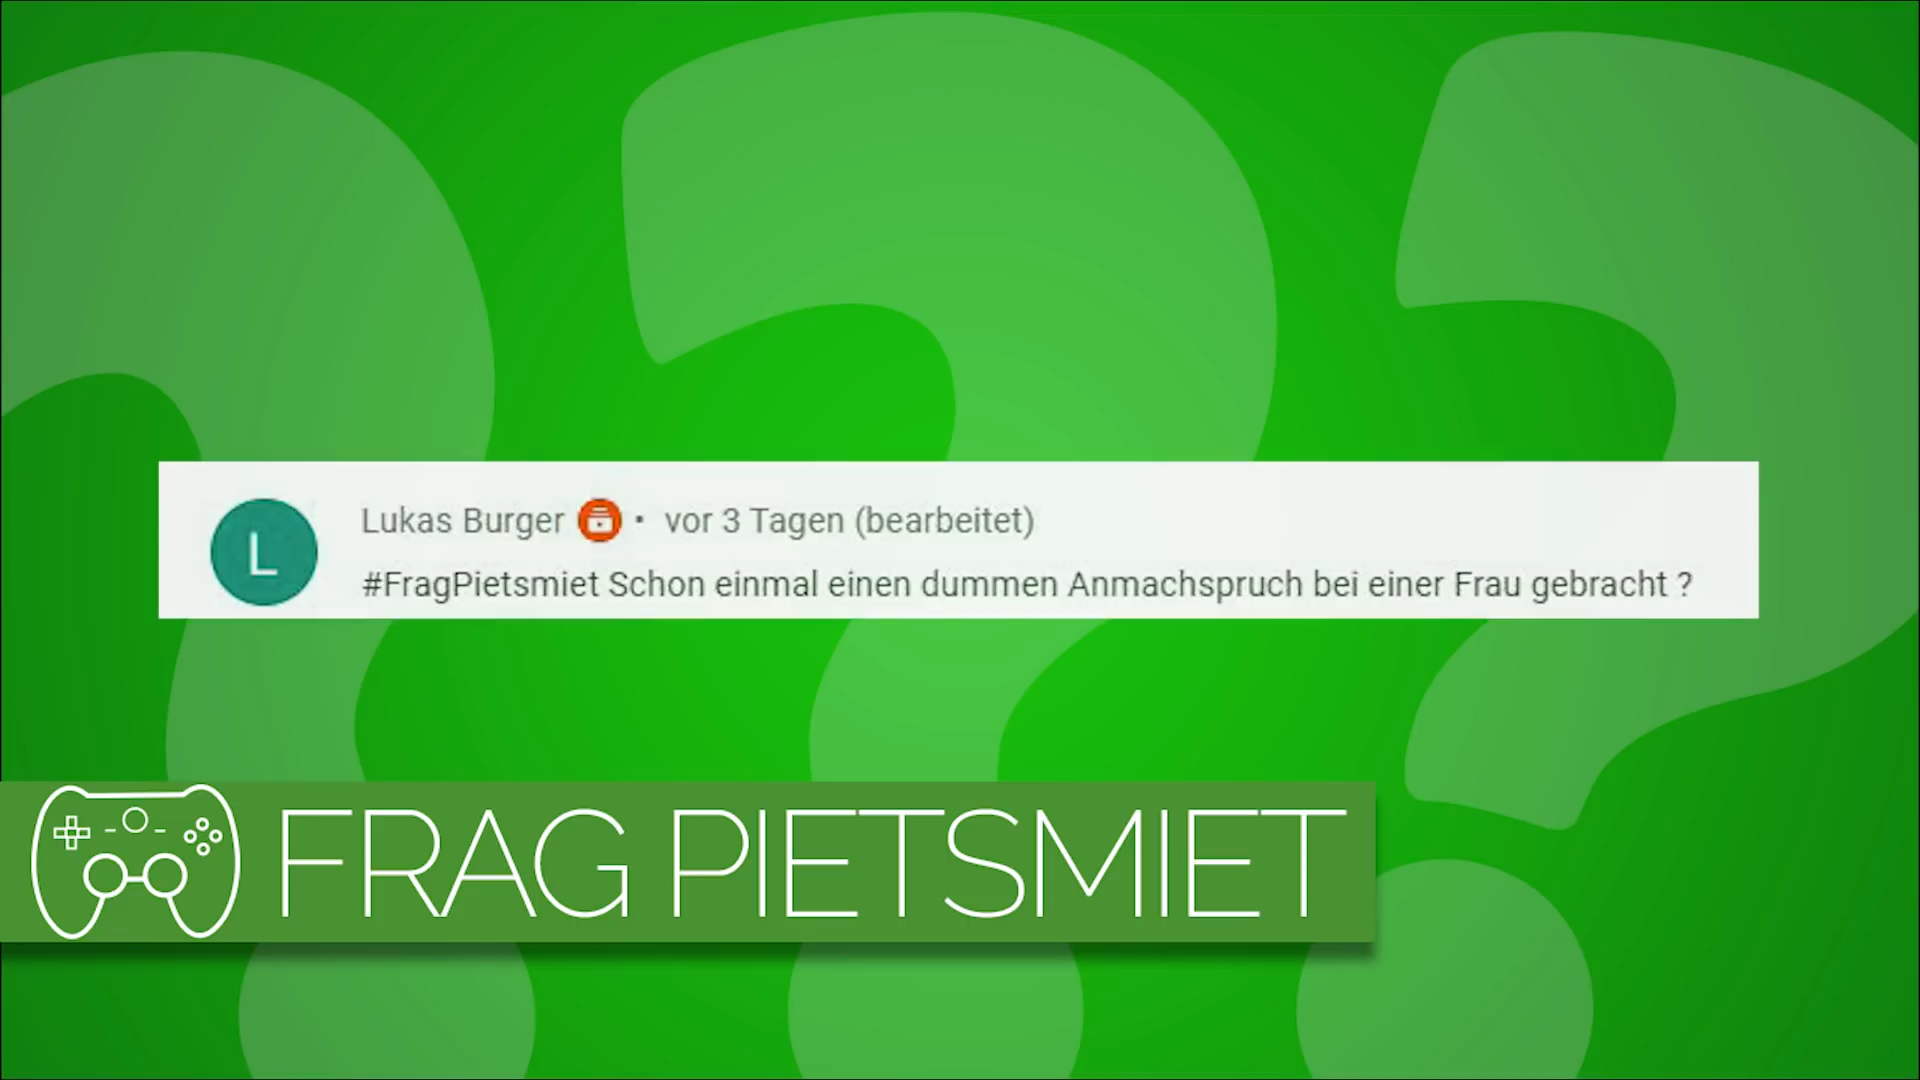 L
Lukas Burger • vor 3 Tagen (bearbeitet)
#FragPietsmiet Schon einmal einen dummen Anmachspruch bei einer Frau gebracht ?
FRAG PIETSMIET